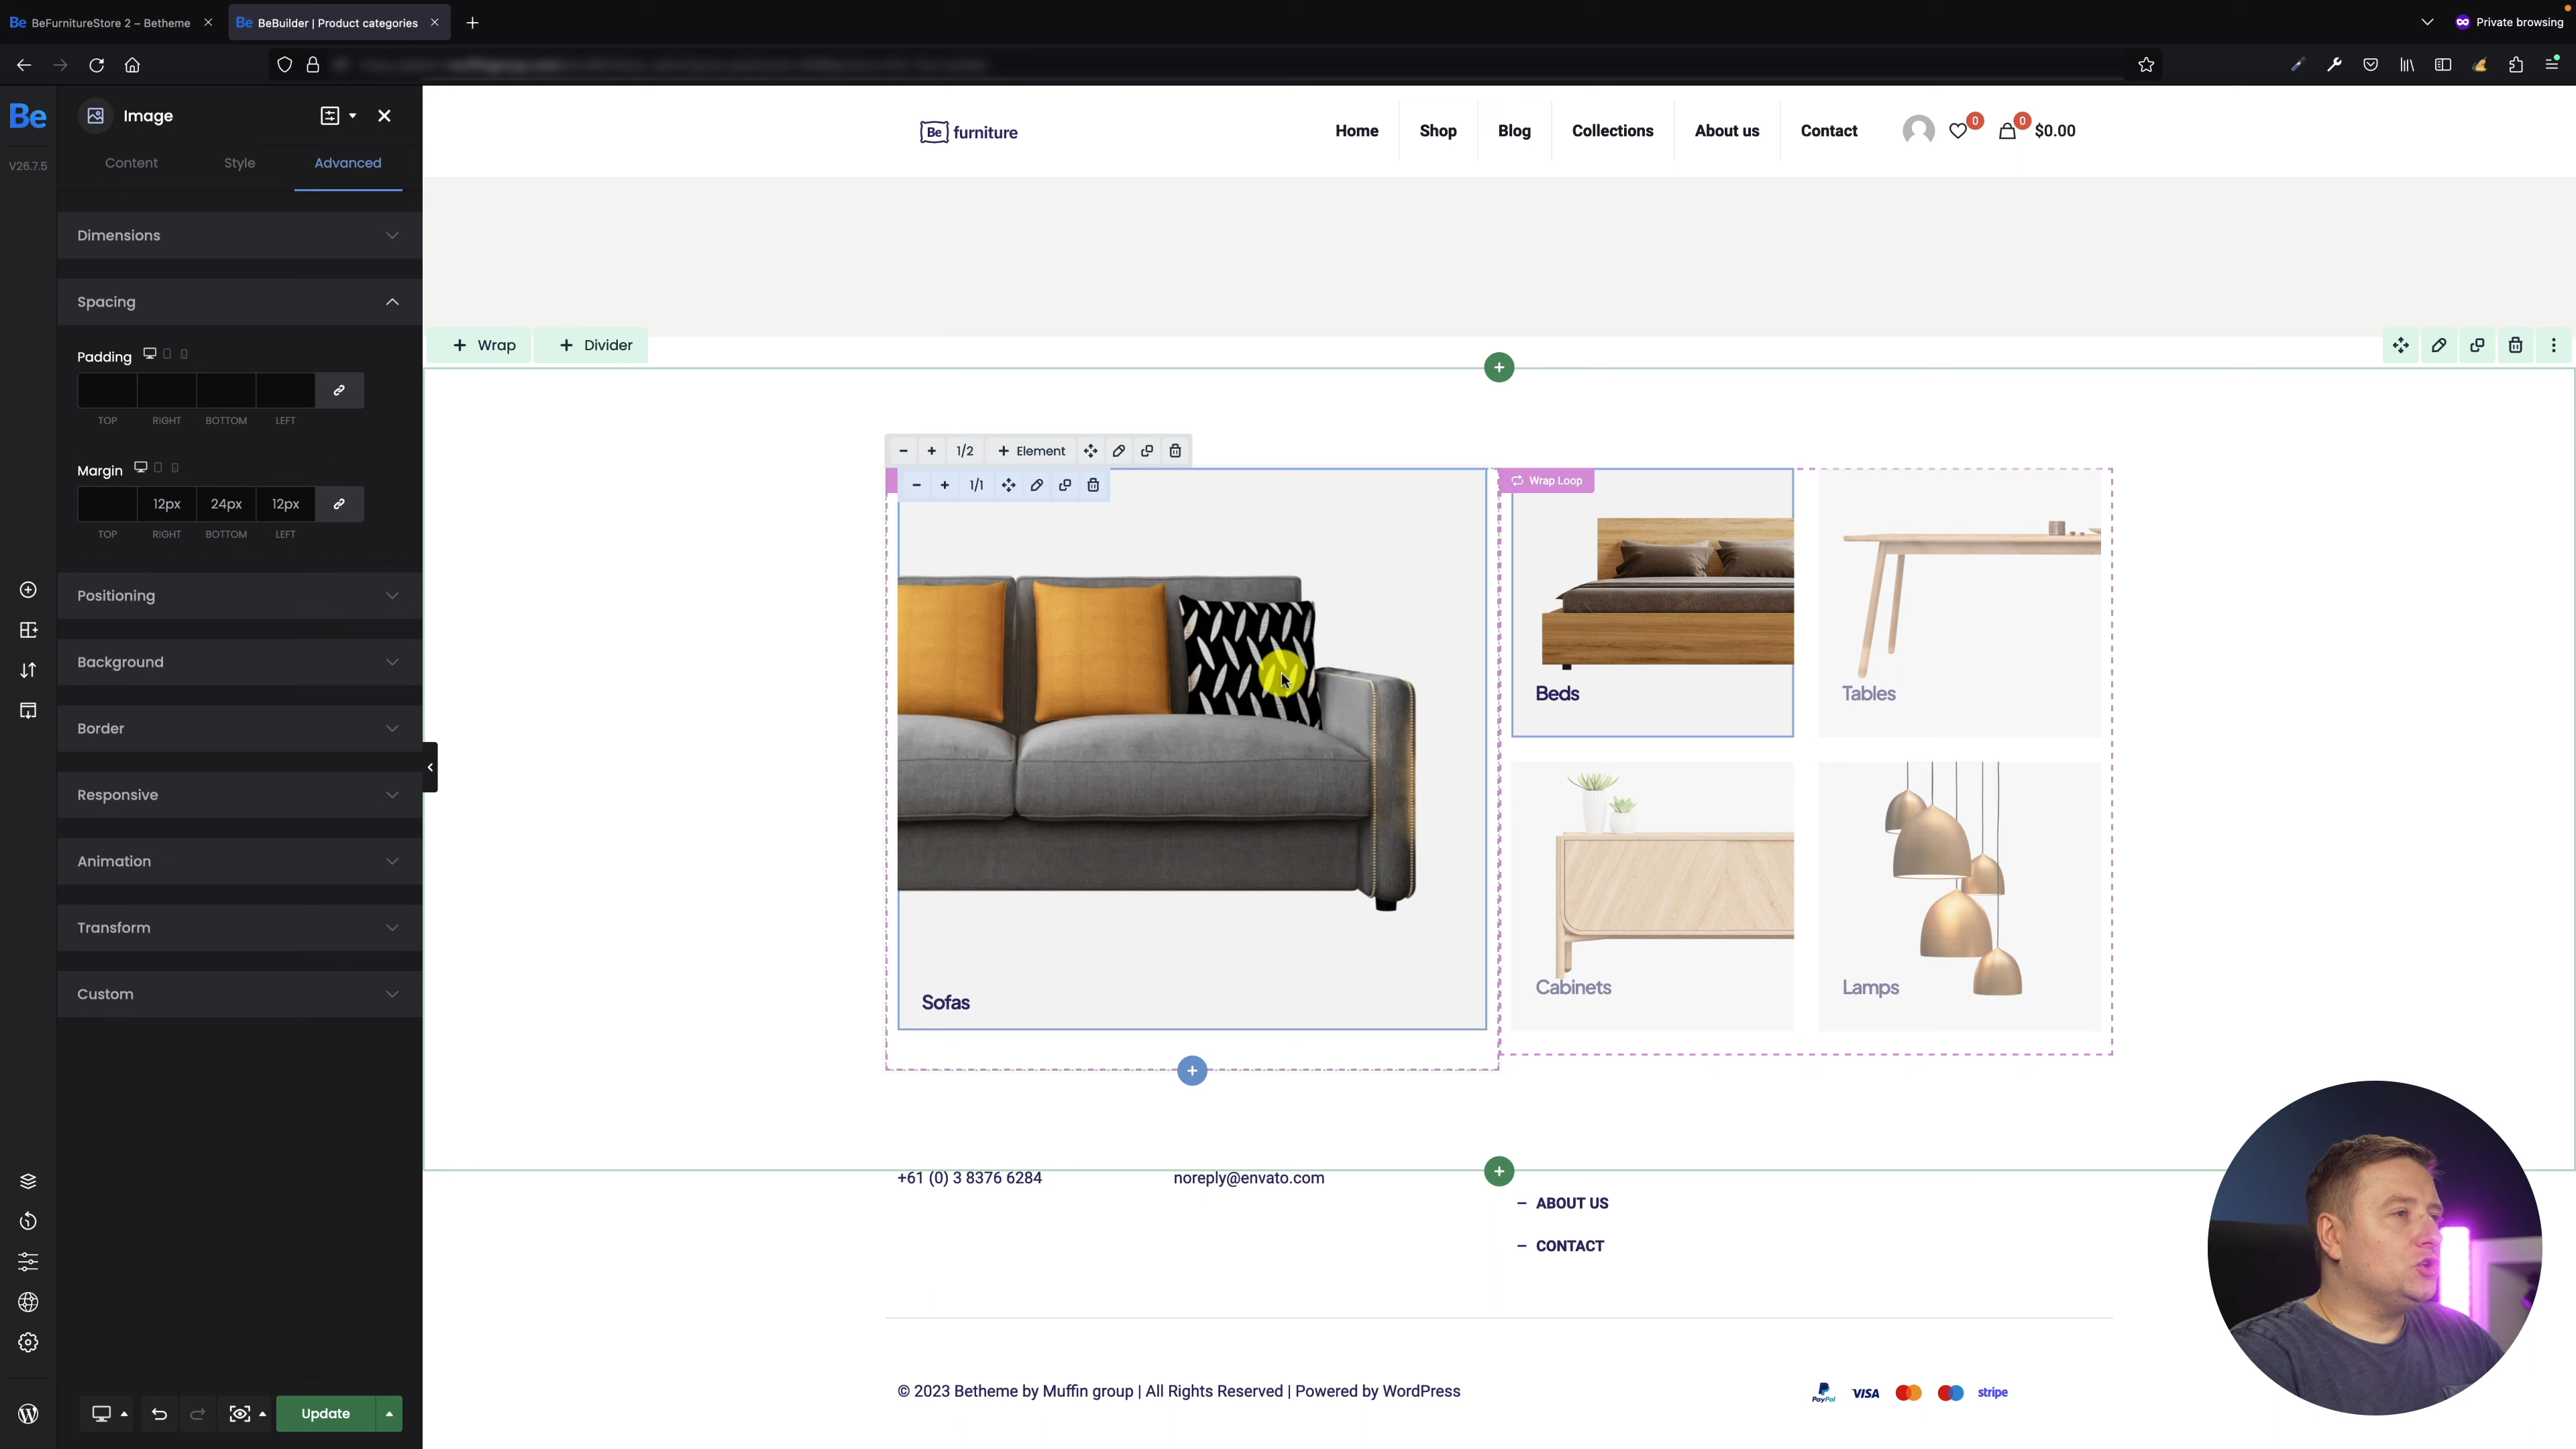 Be BeFurnitureStore 2 – Betheme
Be BeBuilder | Product categories
Private browsing
Be
V26.7.5
Image
Content Style Advanced
Dimensions
Spacing
Padding
TOP RIGHT BOTTOM LEFT
Margin
12px 24px 12px
TOP RIGHT BOTTOM LEFT
Positioning
Background
Border
Responsive
Animation
Transform
Custom
Update
Be furniture
Home Shop Blog Collections About us Contact
0 0 $0.00
+ Wrap + Divider
1/2 + Element
1/1
Wrap Loop
Sofas
Beds
Tables
Cabinets
Lamps
+61 (0) 3 8376 6284 noreply@envato.com
– ABOUT US
– CONTACT
© 2023 Betheme by Muffin group | All Rights Reserved | Powered by WordPress
PayPal VISA stripe